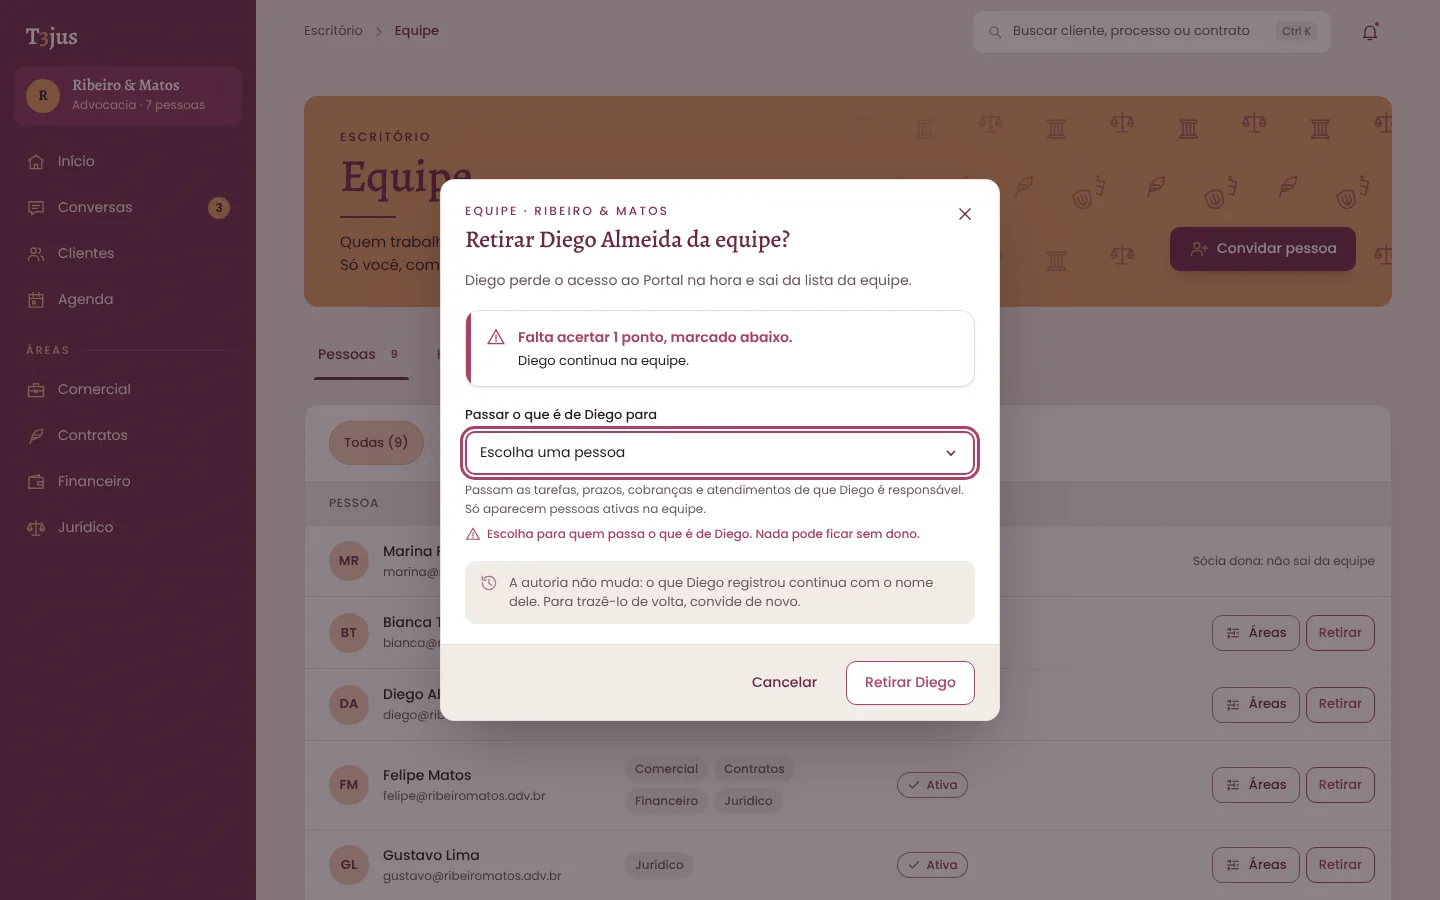 T3jus
R
Ribeiro & Matos
Advocacia · 7 pessoas
Início
Conversas
3
Clientes
Agenda
ÁREAS
Comercial
Contratos
Financeiro
Jurídico
Escritório
Equipe
Buscar cliente, processo ou contrato
Ctrl K
ESCRITÓRIO
Equipe
Quem trabal
Só você, com
Convidar pessoa
Pessoas 9
EQUIPE · RIBEIRO & MATOS
Retirar Diego Almeida da equipe?
Diego perde o acesso ao Portal na hora e sai da lista da equipe.
Falta acertar 1 ponto, marcado abaixo.
Diego continua na equipe.
Passar o que é de Diego para
Escolha uma pessoa
Passam as tarefas, prazos, cobranças e atendimentos de que Diego é responsável.
Só aparecem pessoas ativas na equipe.
Escolha para quem passa o que é de Diego. Nada pode ficar sem dono.
A autoria não muda: o que Diego registrou continua com o nome
dele. Para trazê-lo de volta, convide de novo.
Cancelar
Retirar Diego
Todas (9)
PESSOA
MR
Marina
marina@
Sócia dona: não sai da equipe
BT
Bianca
bianca@
Áreas
Retirar
DA
Diego Al
diego@rib
Áreas
Retirar
FM
Felipe Matos
felipe@ribeiromatos.adv.br
Comercial
Contratos
Financeiro
Jurídico
Ativa
Áreas
Retirar
GL
Gustavo Lima
gustavo@ribeiromatos.adv.br
Jurídico
Ativa
Áreas
Retirar